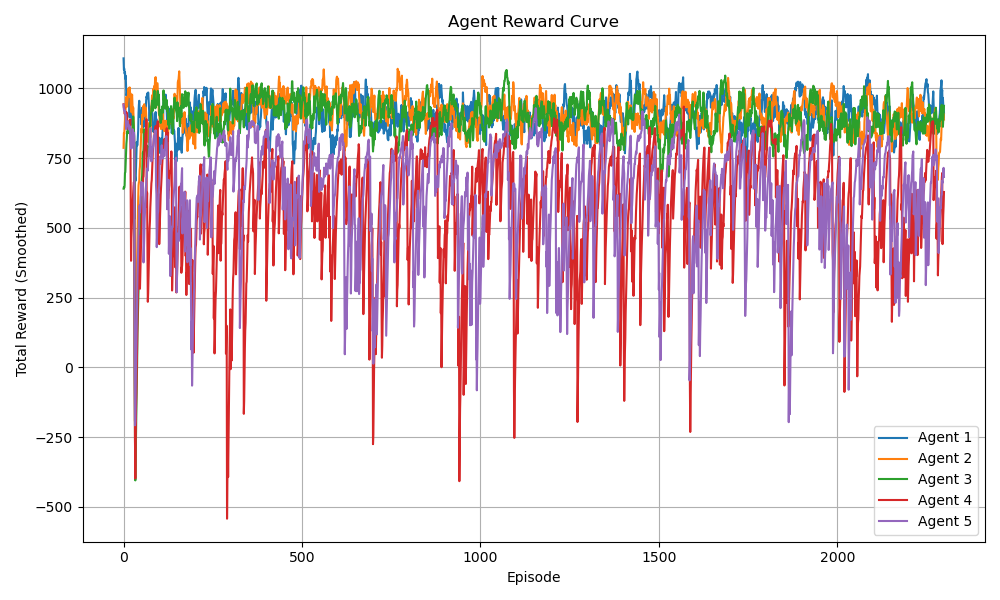 Agent Reward Curve
Total Reward (Smoothed)
1000
750
500
250
0
−250
−500
0
500
1000
1500
2000
Episode
Agent 1
Agent 2
Agent 3
Agent 4
Agent 5